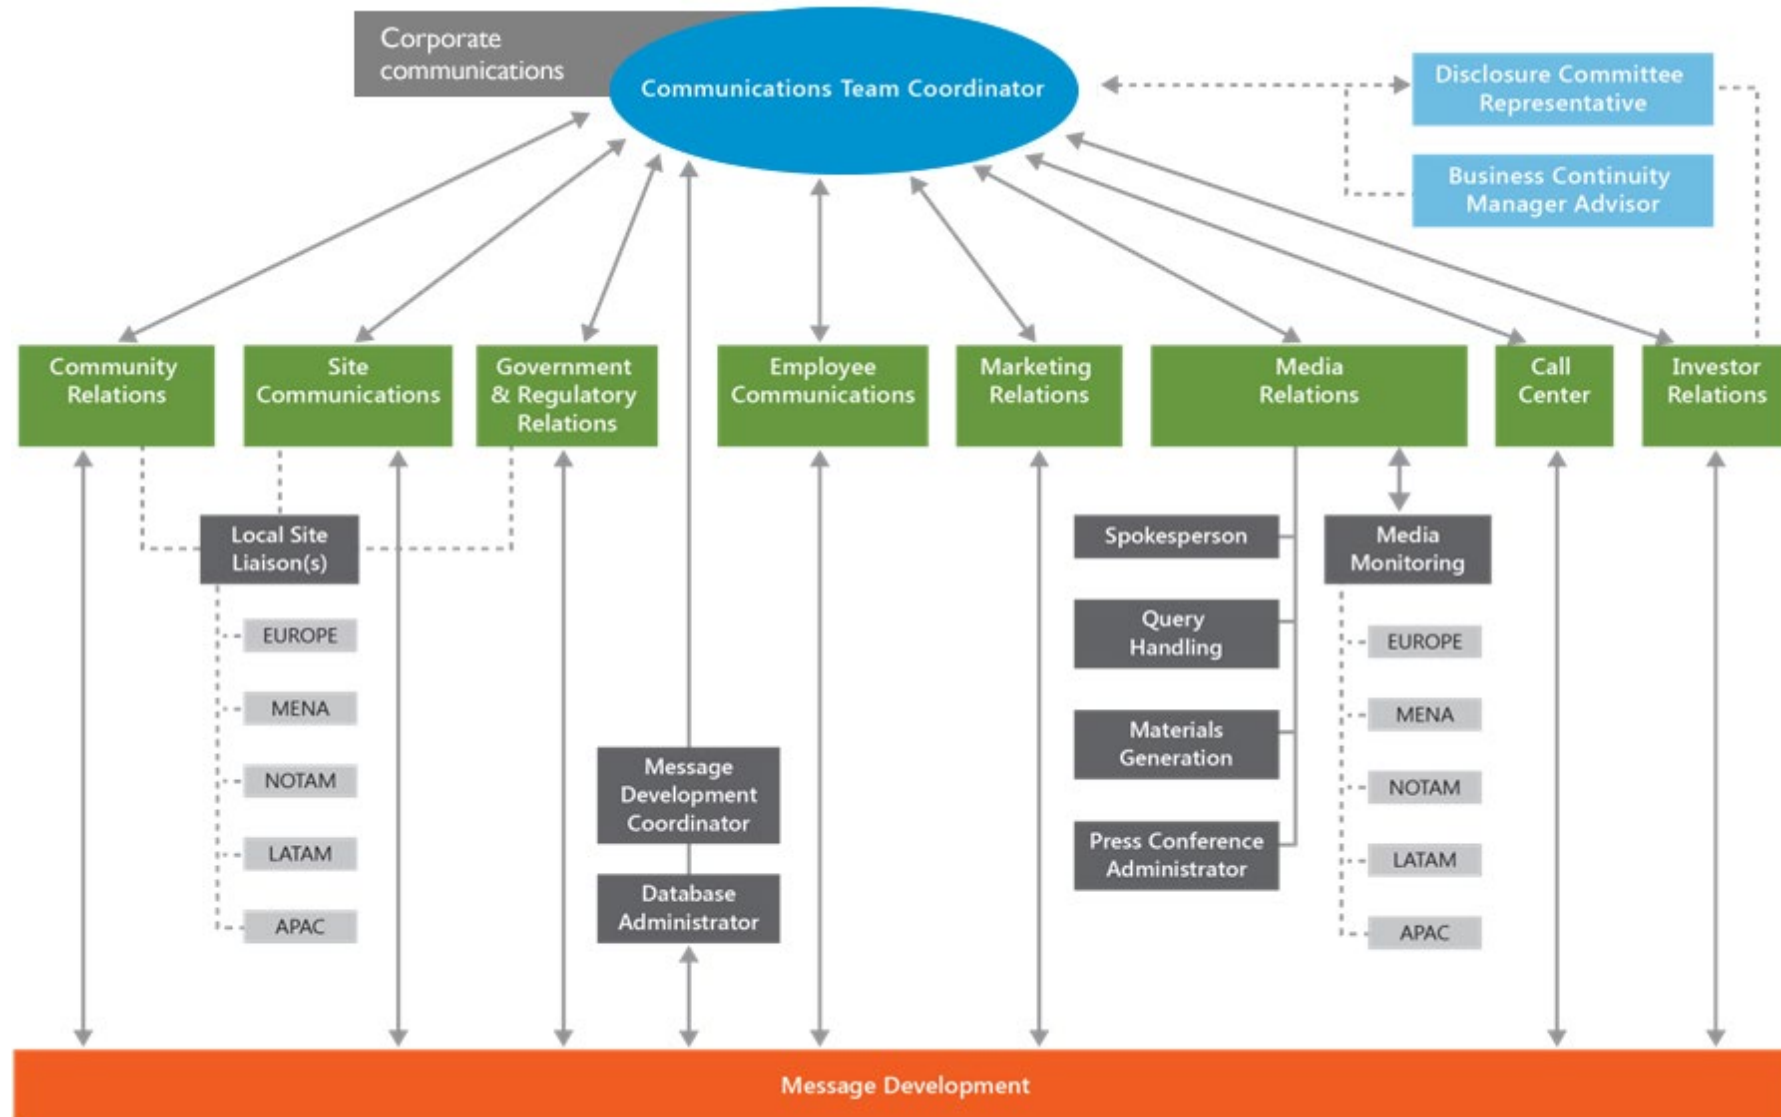 Corporate
communications
Communications Team Coordinator
Disclosure Committee
Representative
Business Continuity
Manager Advisor
Community
Relations
Site
Communications
Government
& Regulatory
Relations
Employee
Communications
Marketing
Relations
Media
Relations
Call
Center
Investor
Relations
Local Site
Liaison(s)
EUROPE
MENA
NOTAM
LATAM
APAC
Message
Development
Coordinator
Database
Administrator
Spokesperson
Query
Handling
Materials
Generation
Press Conference
Administrator
Media
Monitoring
EUROPE
MENA
NOTAM
LATAM
APAC
Message Development